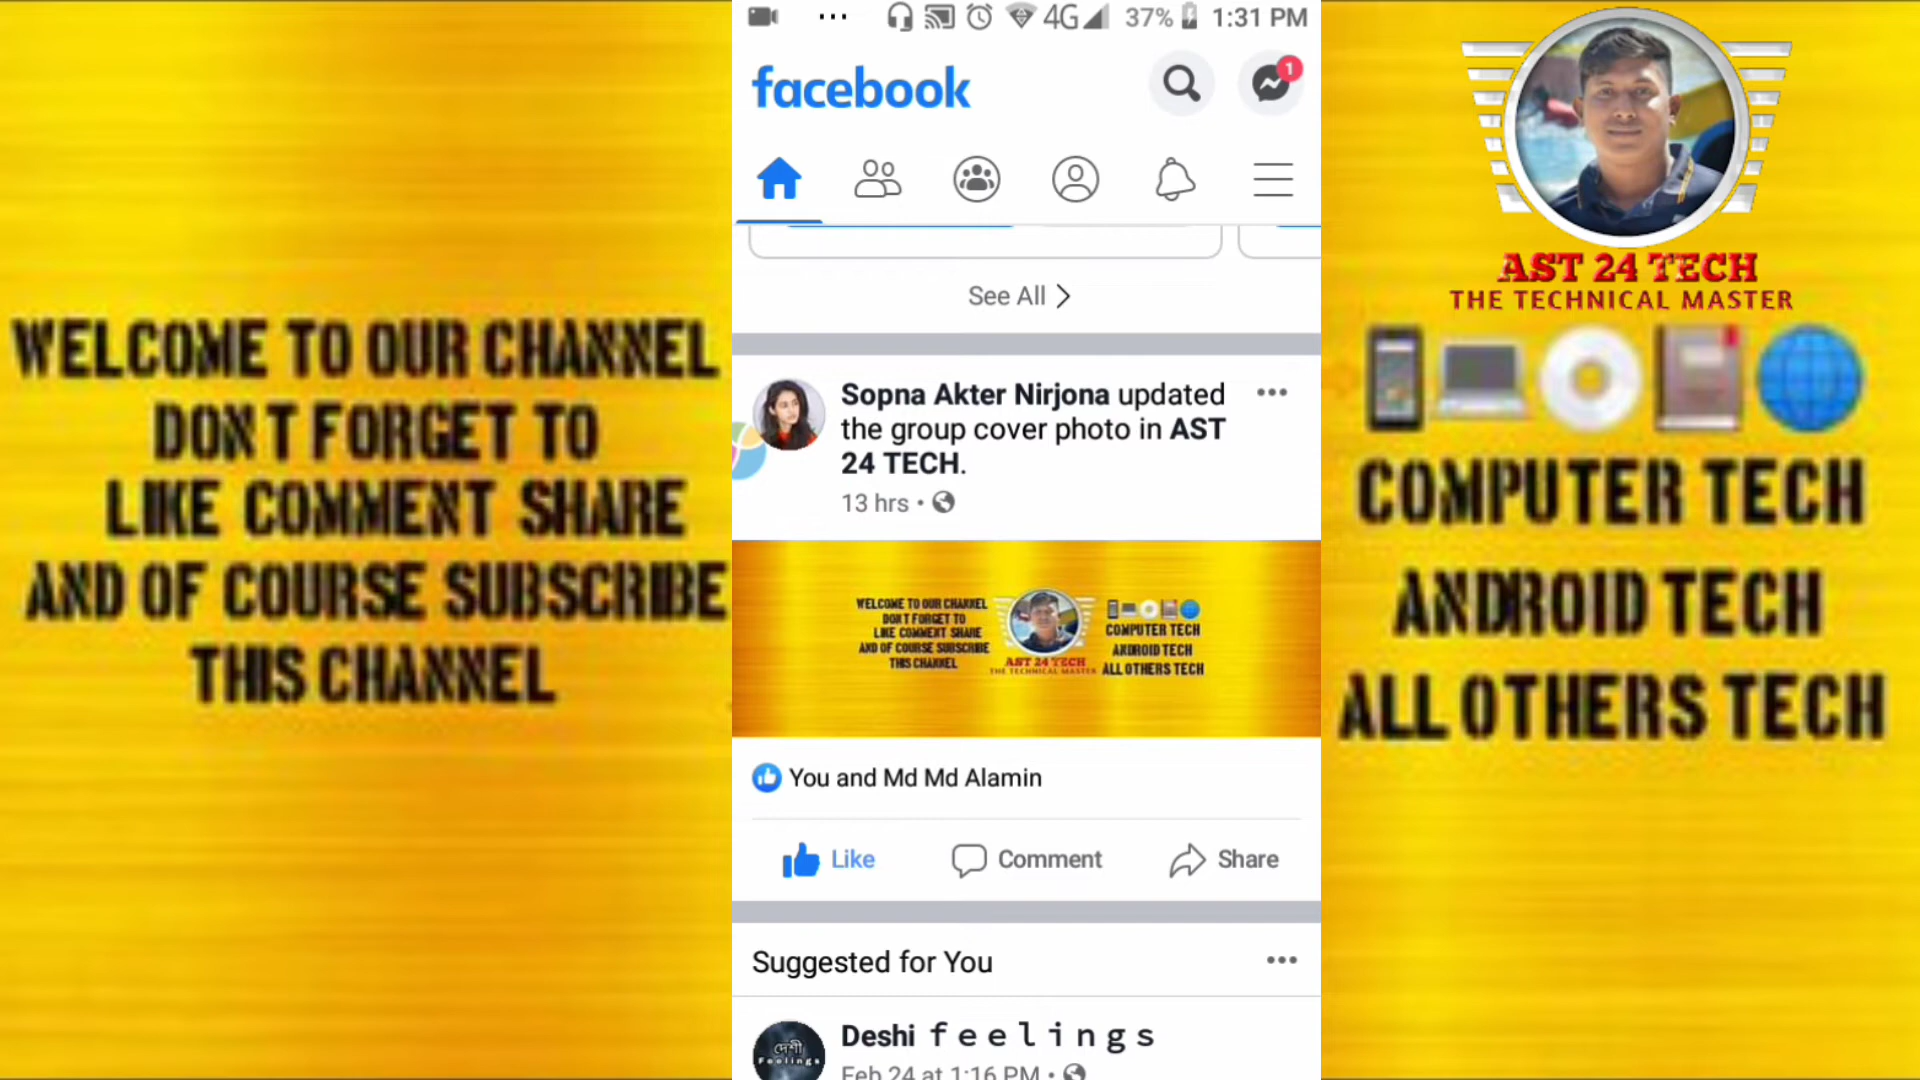 WELCOME TO OUR CHANNEL
DON T FORGET TO
LIKE COMMENT SHARE
AND OF COURSE SUBSCRIBE
THIS CHANNEL
... 4G 37% 1:31 PM
facebook
1
See All
Sopna Akter Nirjona updated
the group cover photo in AST
24 TECH.
13 hrs •
WELCOME TO OUR CHANNEL
DON T FORGET TO
LIKE COMMENT SHARE
AND OF COURSE SUBSCRIBE
THIS CHANNEL
AST 24 TECH
THE TECHNICAL MASTER
COMPUTER TECH
ANDROID TECH
ALL OTHERS TECH
You and Md Md Alamin
Like Comment Share
Suggested for You
দেশী
Feelings
Deshi feelings
Feb 24 at 1:16 PM •
AST 24 TECH
THE TECHNICAL MASTER
COMPUTER TECH
ANDROID TECH
ALL OTHERS TECH